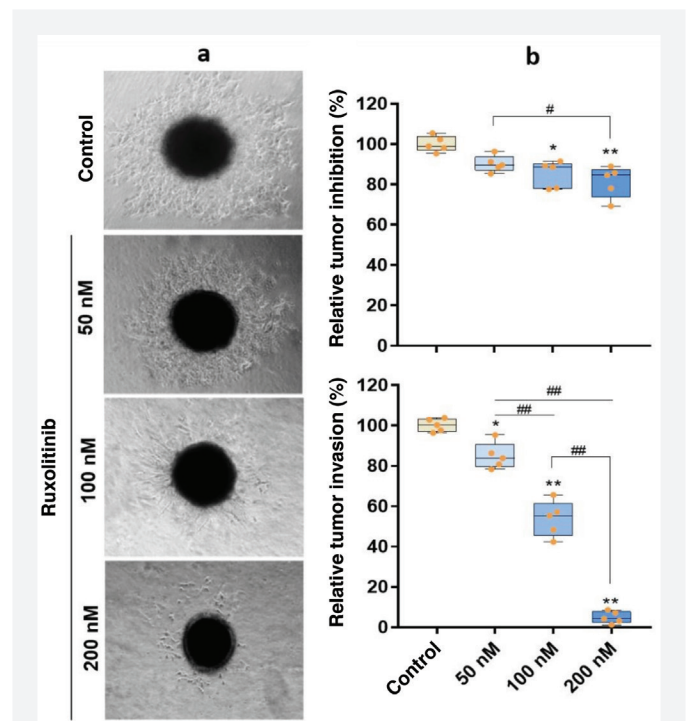 a
Control
Ruxolitinib
50 nM
100 nM
200 nM
b
Relative tumor inhibition (%)
120
100
80
60
40
20
0
#
*
**
Relative tumor invasion (%)
120
100
80
60
40
20
0
##
##
##
*
**
**
Control
50 nM
100 nM
200 nM